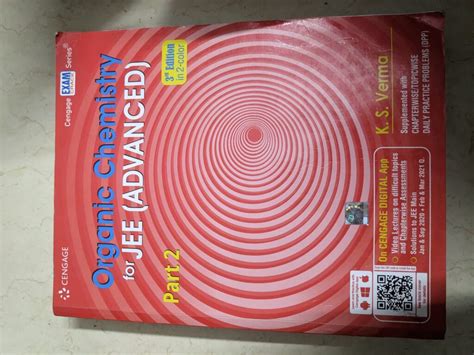 Cengage EXAM Series
Organic Chemistry
for JEE (ADVANCED)
3rd Edition
in 2-color
Part 2
K. S. Verma
Supplemented with
CHAPTERWISE/TOPICWISE
DAILY PRACTICE PROBLEMS (DPP)
On CENGAGE DIGITAL App
Video Lectures on difficult topics
and Chapterwise Assessments
Solutions to JEE Main
Jan & Sep 2020 + Feb & Mar 2021 Q.
CENGAGE